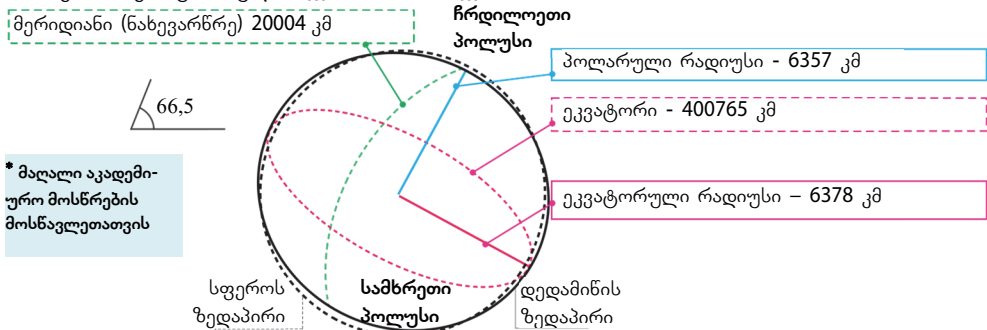 მერიდიანი (ნახევარწრე) 20004 კმ
ჩრდილოეთი
პოლუსი
პოლარული რადიუსი - 6357 კმ
66,5
ეკვატორი - 400765 კმ
* მაღალი აკადემი-
ურო მოსწრების
მოსწავლეთათვის
ეკვატორული რადიუსი – 6378 კმ
სფეროს
ზედაპირი
სამხრეთი
პოლუსი
დედამიწის
ზედაპირი